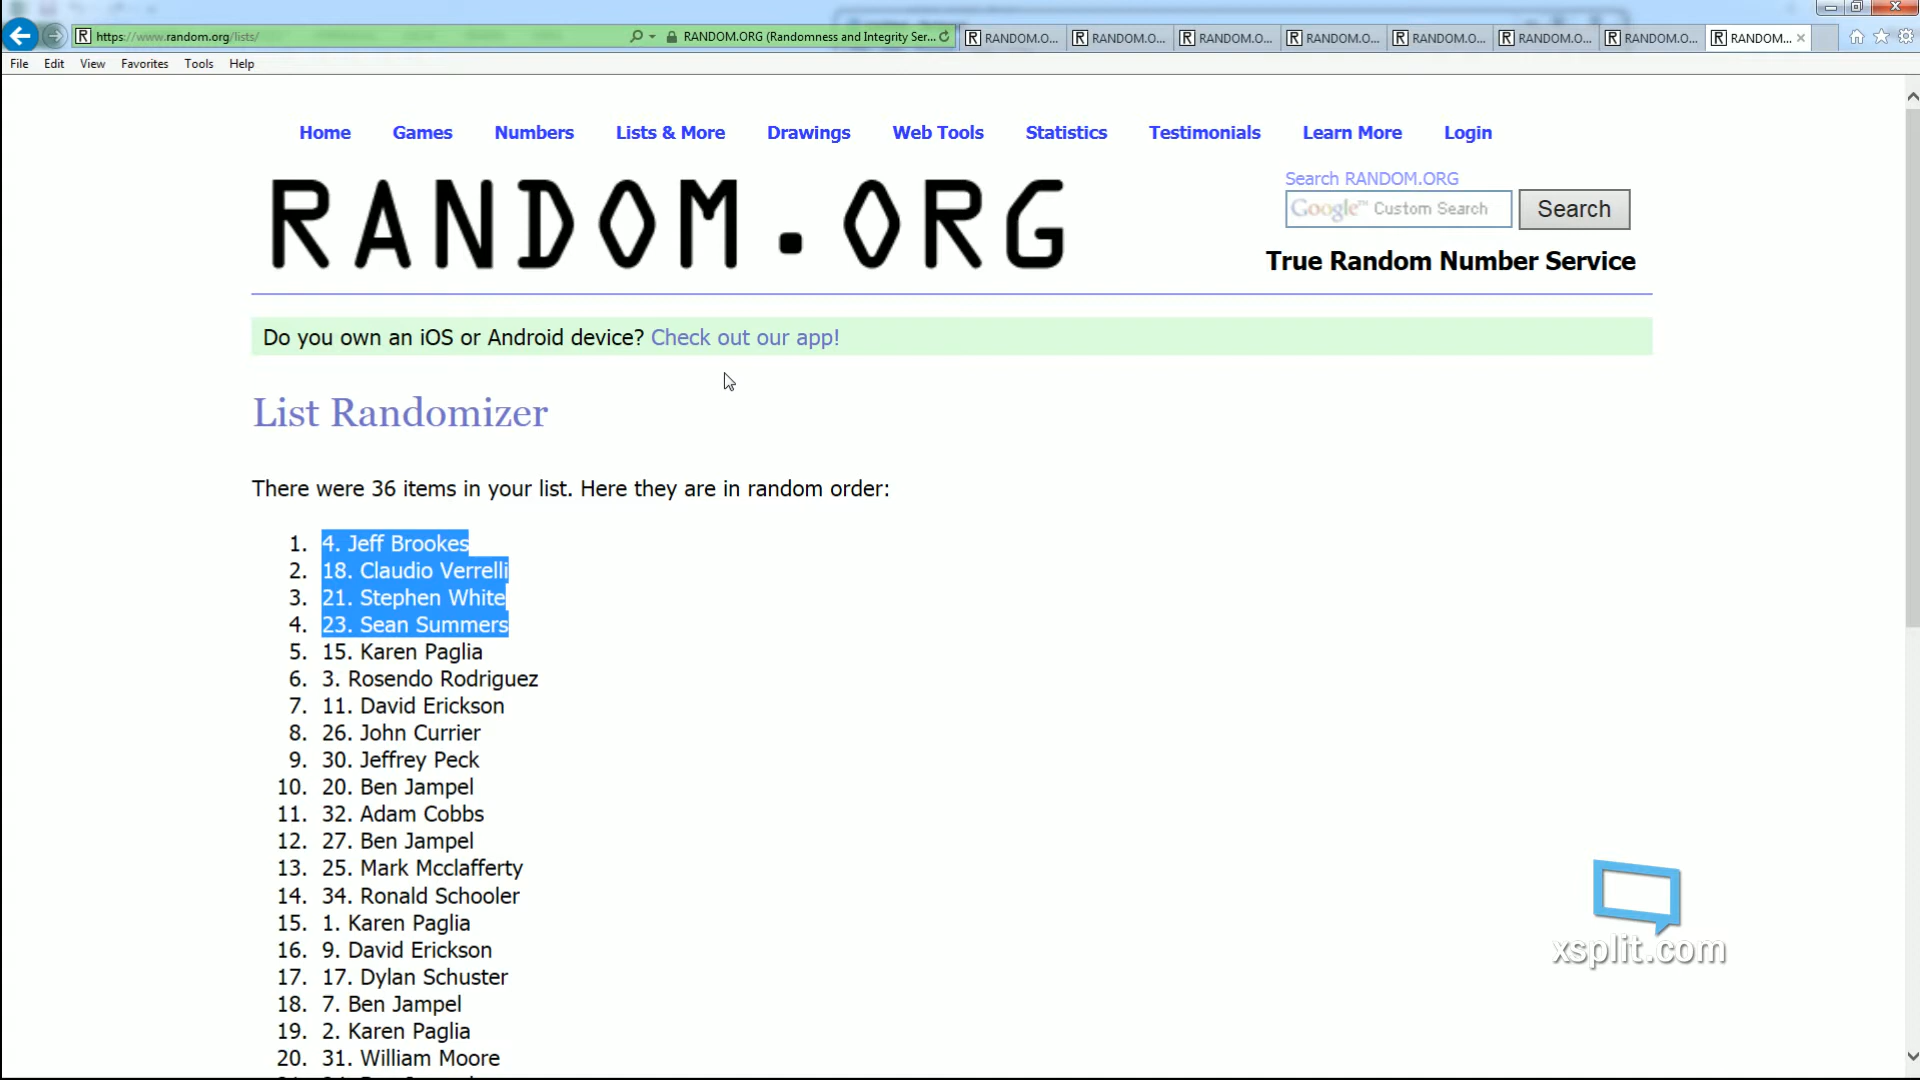 https://www.random.org/lists/
RANDOM.ORG (Randomness and Integrity Ser...
RANDOM.O...
RANDOM.O...
RANDOM.O...
RANDOM.O...
RANDOM.O...
RANDOM.O...
RANDOM.O...
RANDOM...
File Edit View Favorites Tools Help
Home Games Numbers Lists & More Drawings Web Tools Statistics Testimonials Learn More Login
RANDOM.ORG
Search RANDOM.ORG
Google™ Custom Search Search
True Random Number Service
Do you own an iOS or Android device? Check out our app!
List Randomizer
There were 36 items in your list. Here they are in random order:
1. 4. Jeff Brookes
2. 18. Claudio Verrelli
3. 21. Stephen White
4. 23. Sean Summers
5. 15. Karen Paglia
6. 3. Rosendo Rodriguez
7. 11. David Erickson
8. 26. John Currier
9. 30. Jeffrey Peck
10. 20. Ben Jampel
11. 32. Adam Cobbs
12. 27. Ben Jampel
13. 25. Mark Mcclafferty
14. 34. Ronald Schooler
15. 1. Karen Paglia
16. 9. David Erickson
17. 17. Dylan Schuster
18. 7. Ben Jampel
19. 2. Karen Paglia
20. 31. William Moore
xsplit.com